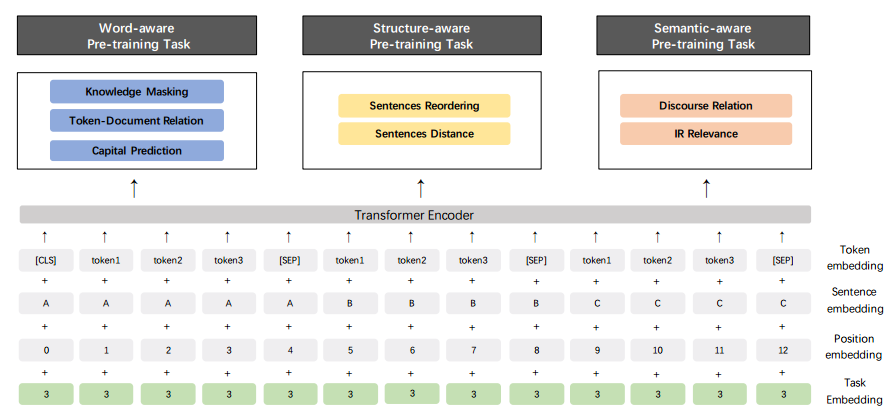 Word-aware
Pre-training Task
Structure-aware
Pre-training Task
Semantic-aware
Pre-training Task
Knowledge Masking
Token-Document Relation
Capital Prediction
Sentences Reordering
Sentences Distance
Discourse Relation
IR Relevance
Transformer Encoder
[CLS] token1 token2 token3 [SEP] token1 token2 token3 [SEP] token1 token2 token3 [SEP]
Token
embedding
+ + + + + + + + + + + + +
A A A A A B B B B C C C C
Sentence
embedding
+ + + + + + + + + + + + +
0 1 2 3 4 5 6 7 8 9 10 11 12
Position
embedding
+ + + + + + + + + + + + +
3 3 3 3 3 3 3 3 3 3 3 3 3
Task
Embedding